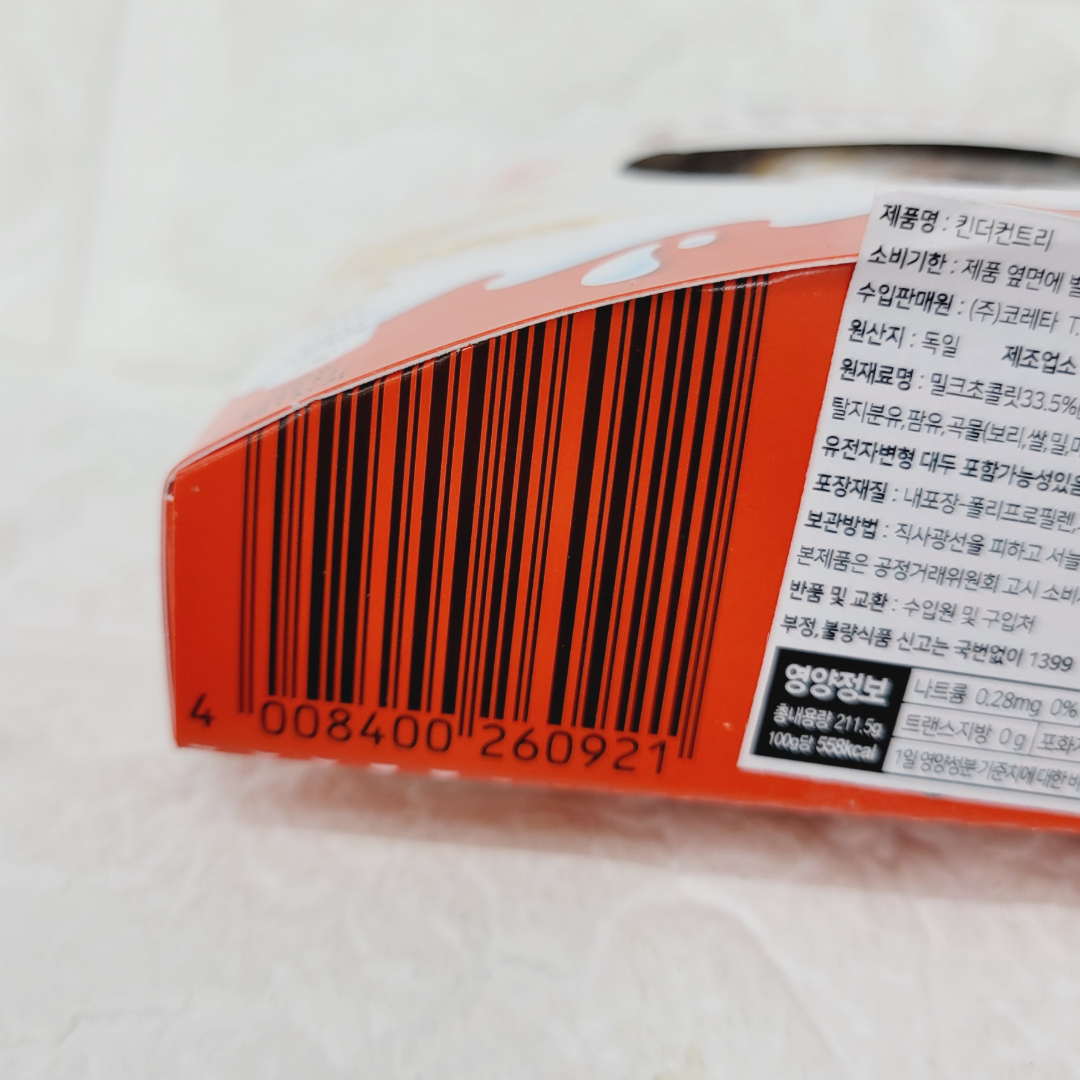 제품명 : 킨더컨트리
소비기한 : 제품 옆면에
수입판매원 : (주)코레타
원산지 : 독일 제조업소
원재료명 : 밀크초콜릿33.5%
탈지분유,팜유,곡물(보리,쌀,밀,
유전자변형 대두 포함가능성있음
포장재질 : 내포장-폴리프로필렌,
보관방법 : 직사광선을 피하고 서늘
본제품은 공정거래위원회 고시 소비
반품 및 교환 : 수입원 및 구입처
부정,불량식품 신고는 국번없이 1399
영양정보
총내용량 211.5g
100g당 558kcal
나트륨 0.28mg 0%
트랜스지방 0g 포화
1일 영양성분 기준치에 대한
4 008400 260921